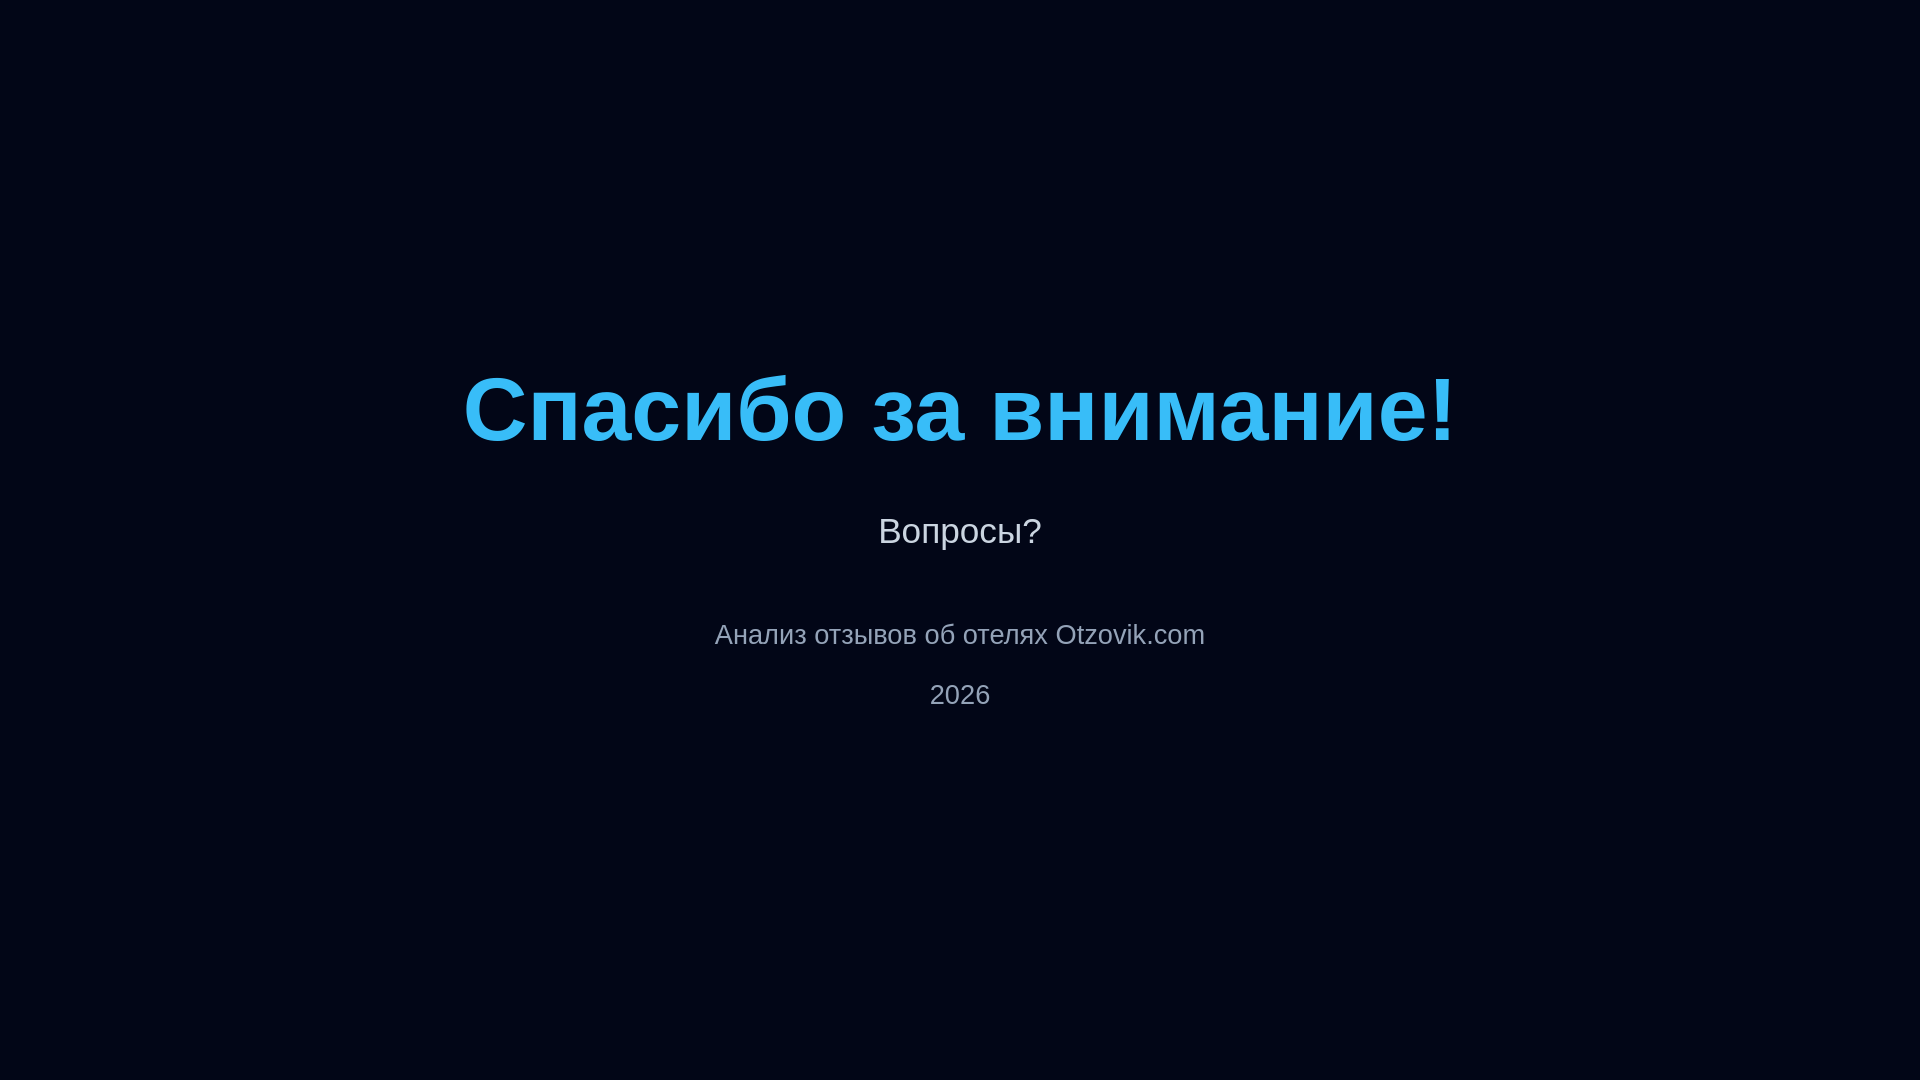 Спасибо за внимание!
Вопросы?
Анализ отзывов об отелях Otzovik.com
2026